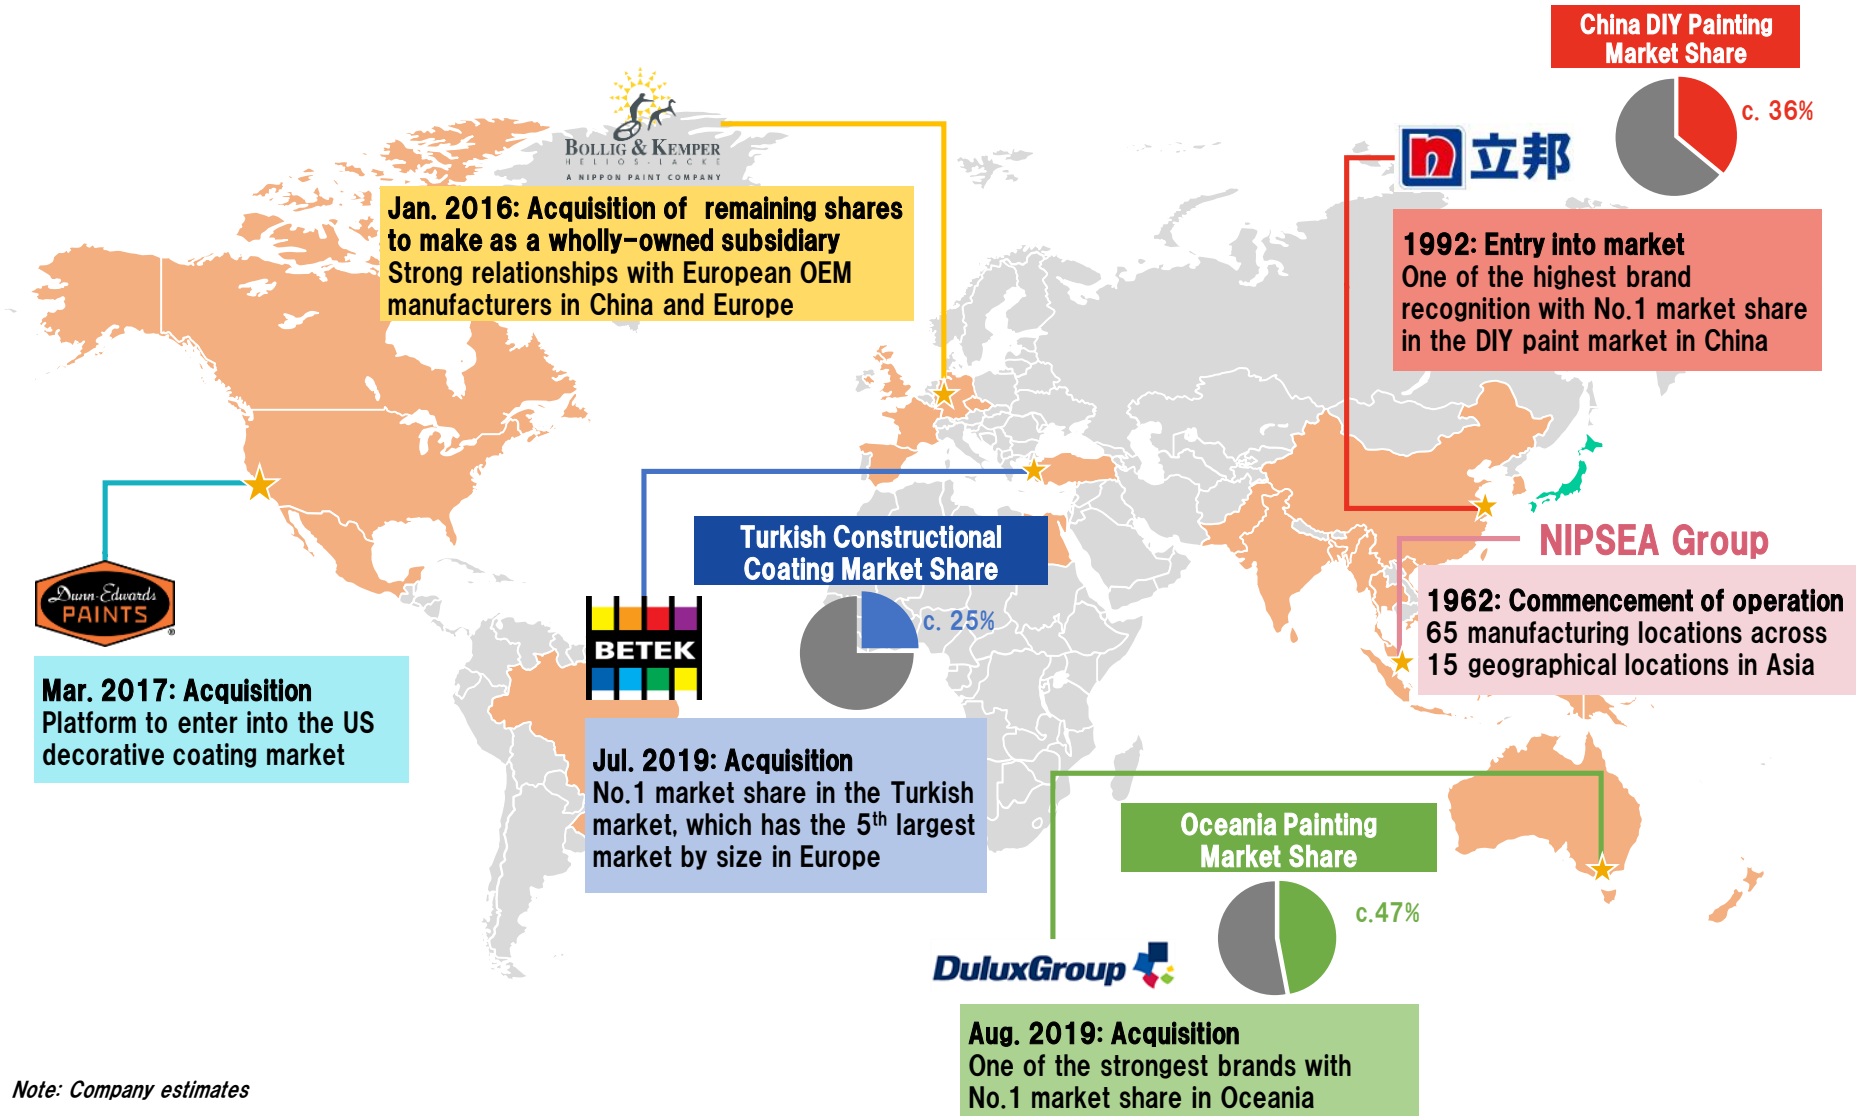 China DIY Painting
Market Share
c. 36%
立邦
1992: Entry into market
One of the highest brand
recognition with No.1 market share
in the DIY paint market in China
BOLLIG & KEMPER
HELIOS-LACKE
A NIPPON PAINT COMPANY
Jan. 2016: Acquisition of remaining shares
to make as a wholly-owned subsidiary
Strong relationships with European OEM
manufacturers in China and Europe
NIPSEA Group
1962: Commencement of operation
65 manufacturing locations across
15 geographical locations in Asia
Dunn-Edwards
PAINTS
®
Mar. 2017: Acquisition
Platform to enter into the US
decorative coating market
Turkish Constructional
Coating Market Share
c. 25%
BETEK
Jul. 2019: Acquisition
No.1 market share in the Turkish
market, which has the 5th largest
market by size in Europe
Oceania Painting
Market Share
c.47%
DuluxGroup
Aug. 2019: Acquisition
One of the strongest brands with
No.1 market share in Oceania
Note: Company estimates